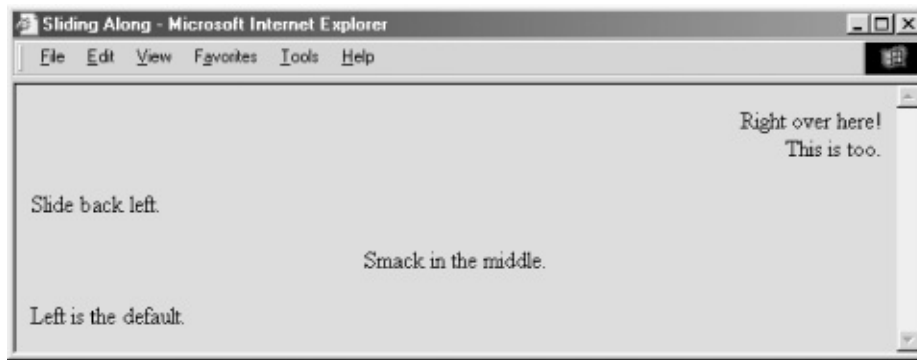 Sliding Along - Microsoft Internet Explorer
File Edit View Favorites Tools Help
Right over here!
This is too.
Slide back left.
Smack in the middle.
Left is the default.